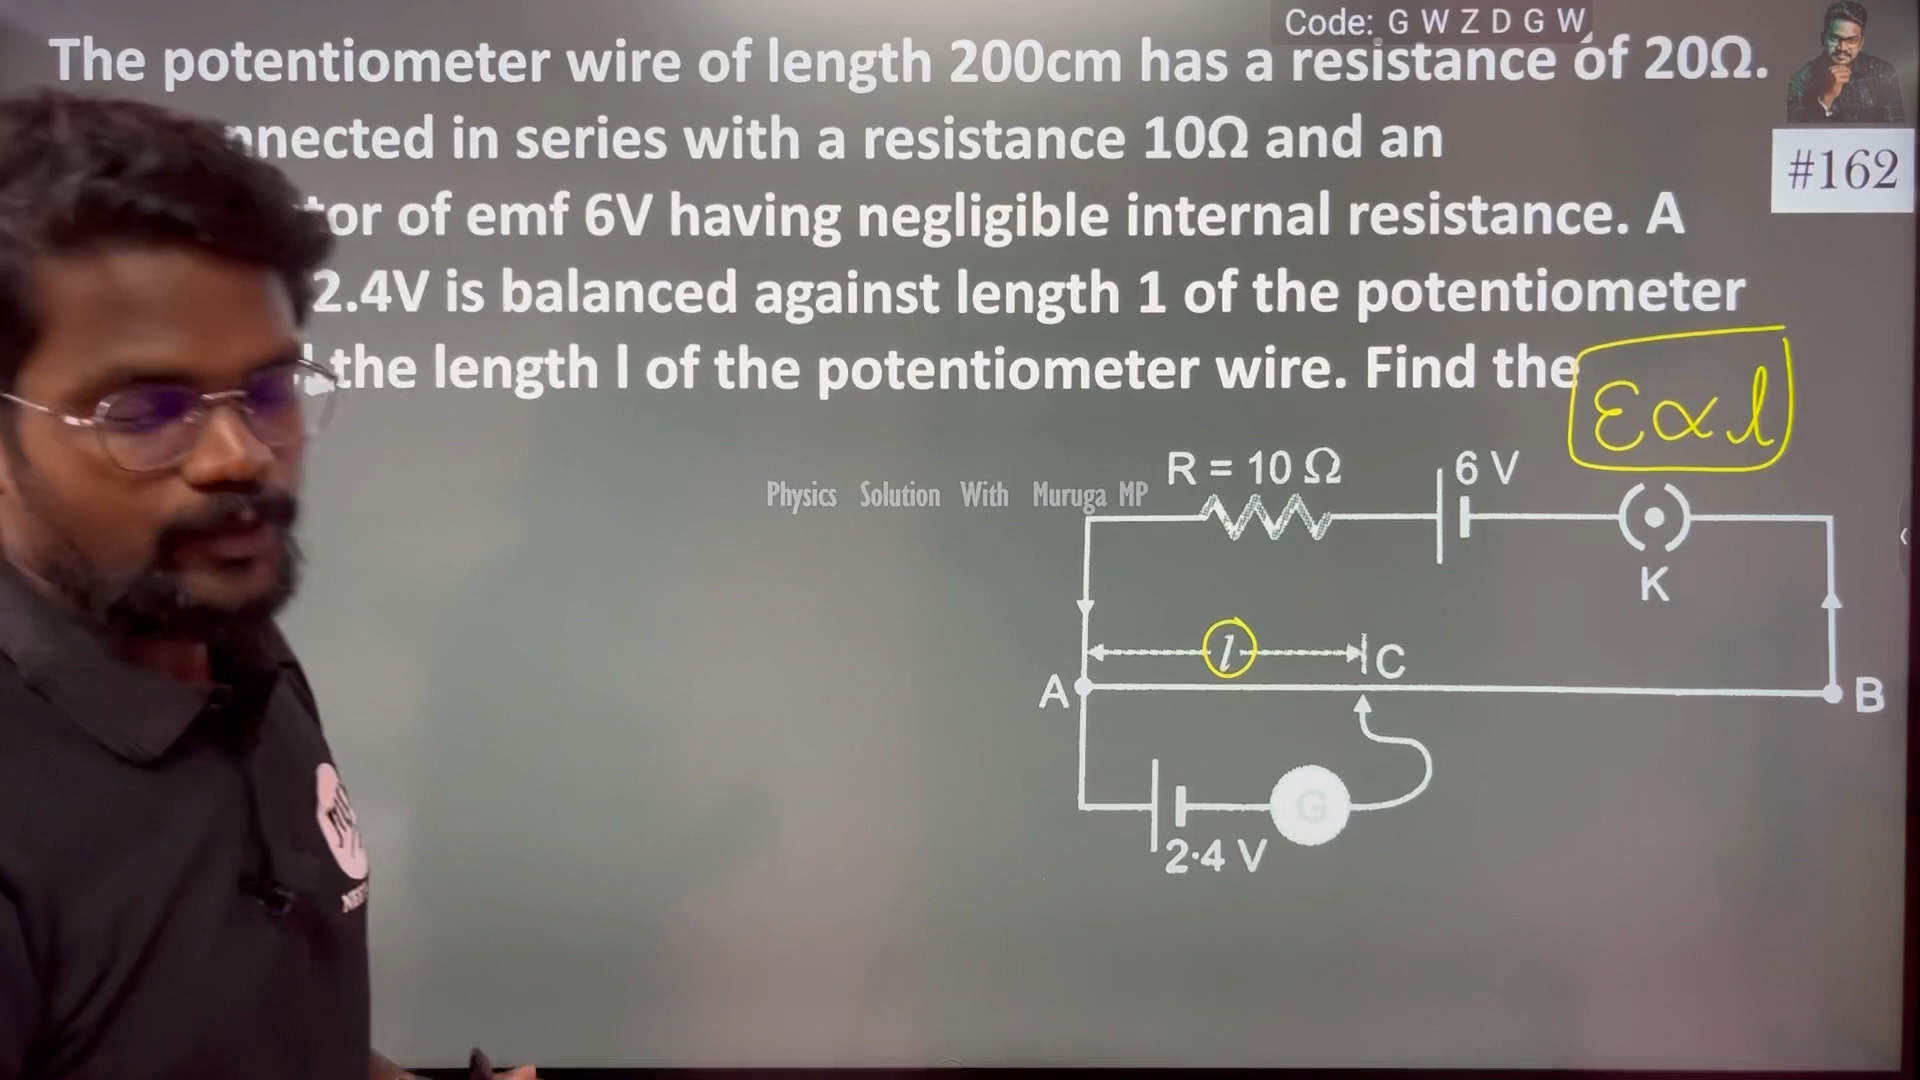 Code: G W Z D G W
The potentiometer wire of length 200cm has a resistance of 20Ω.
in series with a resistance 10Ω and an
of emf 6V having negligible internal resistance. A
2.4V is balanced against length 1 of the potentiometer
the length l of the potentiometer wire. Find the
#162
ε∝l
R = 10 Ω
6 V
Physics Solution With Muruga MP
K
l
C
A
B
G
2·4 V